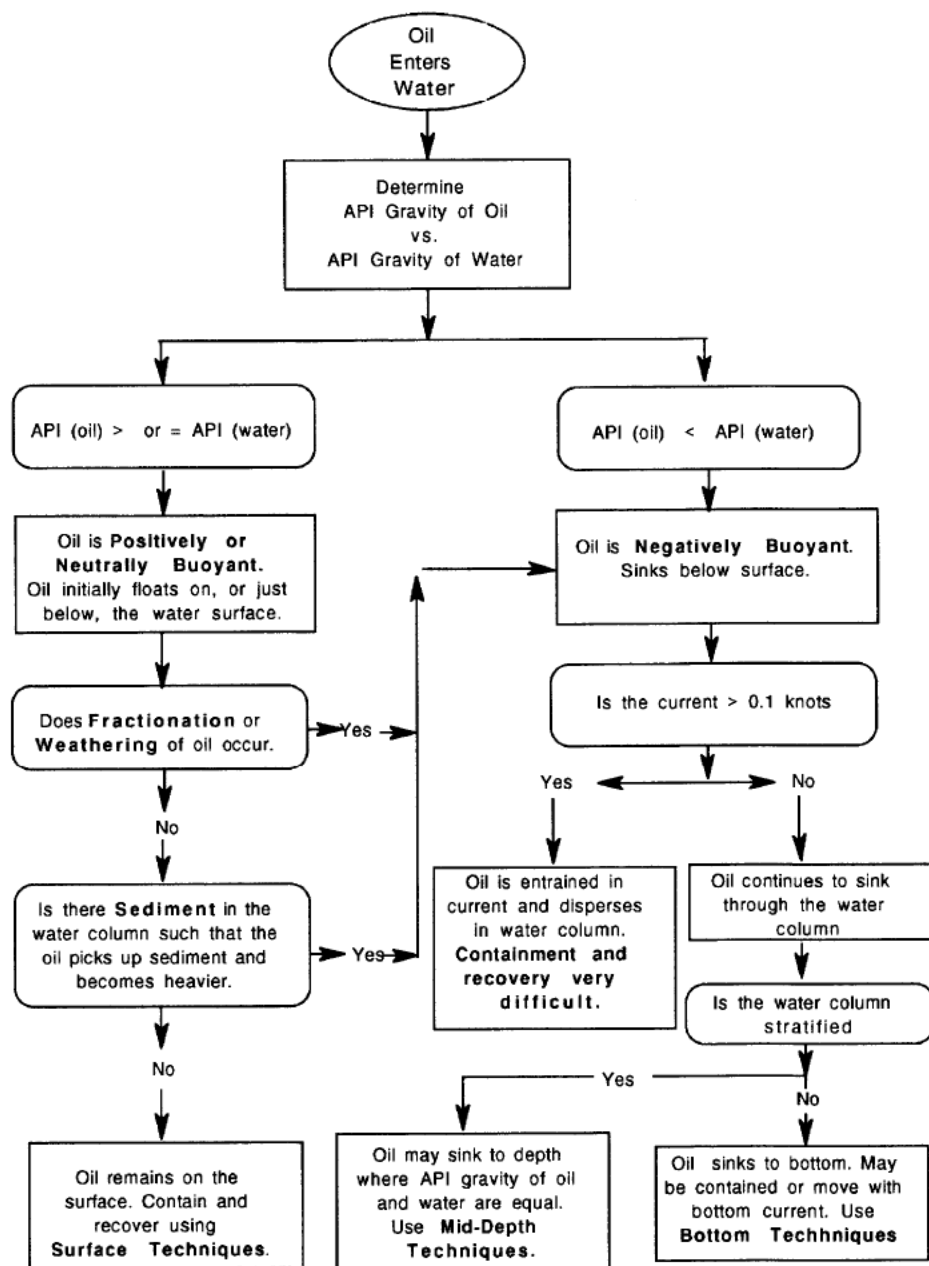 Oil
Enters
Water
Determine
API Gravity of Oil
vs.
API Gravity of Water
API (oil) > or = API (water)
API (oil) < API (water)
Oil is Positively or
Neutrally Buoyant.
Oil initially floats on, or just
below, the water surface.
Oil is Negatively Buoyant.
Sinks below surface.
Does Fractionation or
Weathering of oil occur.
Yes
Is the current > 0.1 knots
Yes
No
No
Is there Sediment in the
water column such that the
oil picks up sediment and
becomes heavier.
Yes
Oil is entrained in
current and disperses
in water column.
Containment and
recovery very
difficult.
Oil continues to sink
through the water
column
Is the water column
stratified
No
Yes
No
Oil remains on the
surface. Contain and
recover using
Surface Techniques.
Oil may sink to depth
where API gravity of oil
and water are equal.
Use Mid-Depth
Techniques.
Oil sinks to bottom. May
be contained or move with
bottom current. Use
Bottom Techhniques